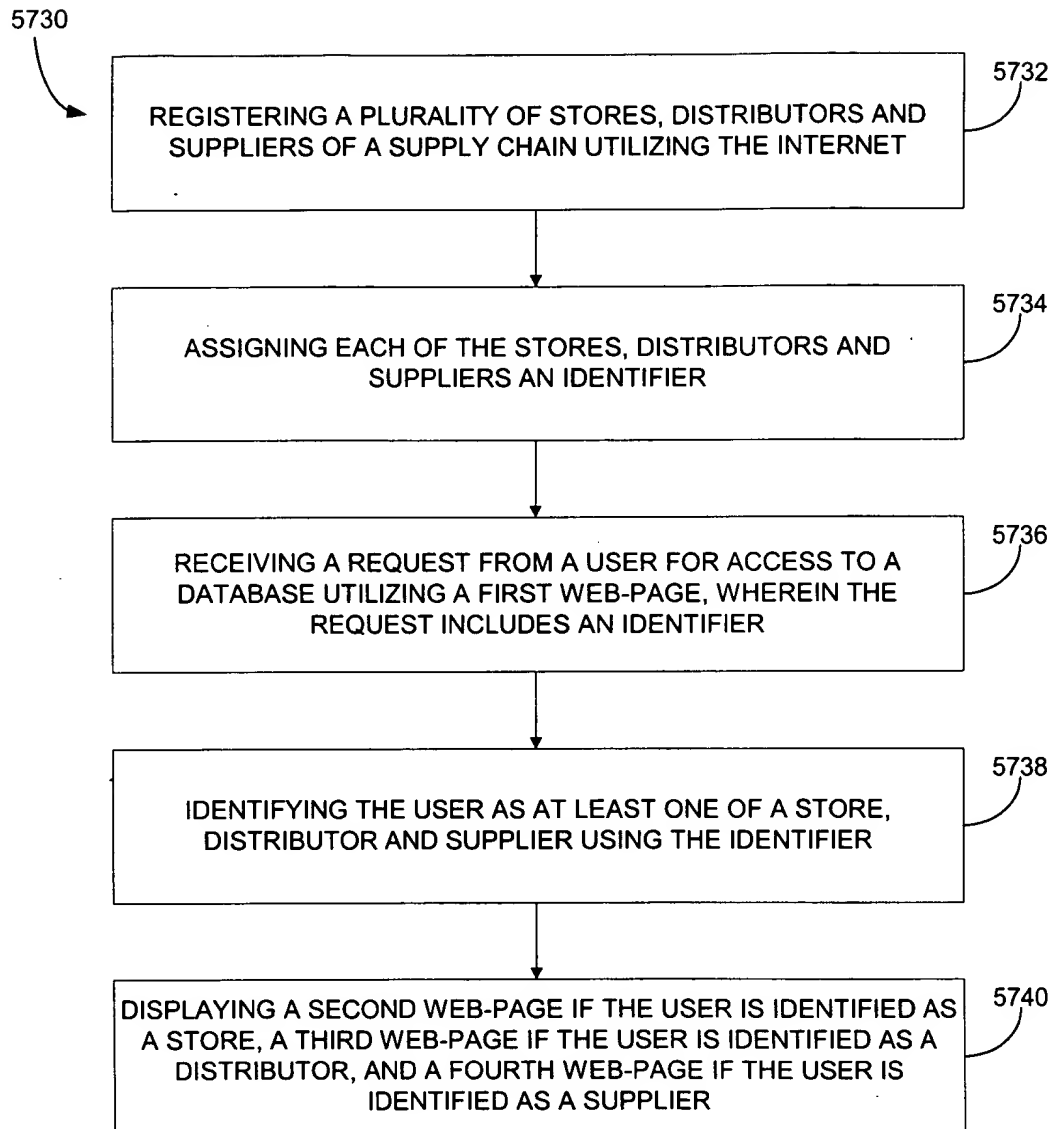 5730
5732
REGISTERING A PLURALITY OF STORES, DISTRIBUTORS AND
SUPPLIERS OF A SUPPLY CHAIN UTILIZING THE INTERNET
5734
ASSIGNING EACH OF THE STORES, DISTRIBUTORS AND
SUPPLIERS AN IDENTIFIER
5736
RECEIVING A REQUEST FROM A USER FOR ACCESS TO A
DATABASE UTILIZING A FIRST WEB-PAGE, WHEREIN THE
REQUEST INCLUDES AN IDENTIFIER
5738
IDENTIFYING THE USER AS AT LEAST ONE OF A STORE,
DISTRIBUTOR AND SUPPLIER USING THE IDENTIFIER
5740
DISPLAYING A SECOND WEB-PAGE IF THE USER IS IDENTIFIED AS
A STORE, A THIRD WEB-PAGE IF THE USER IS IDENTIFIED AS A
DISTRIBUTOR, AND A FOURTH WEB-PAGE IF THE USER IS
IDENTIFIED AS A SUPPLIER